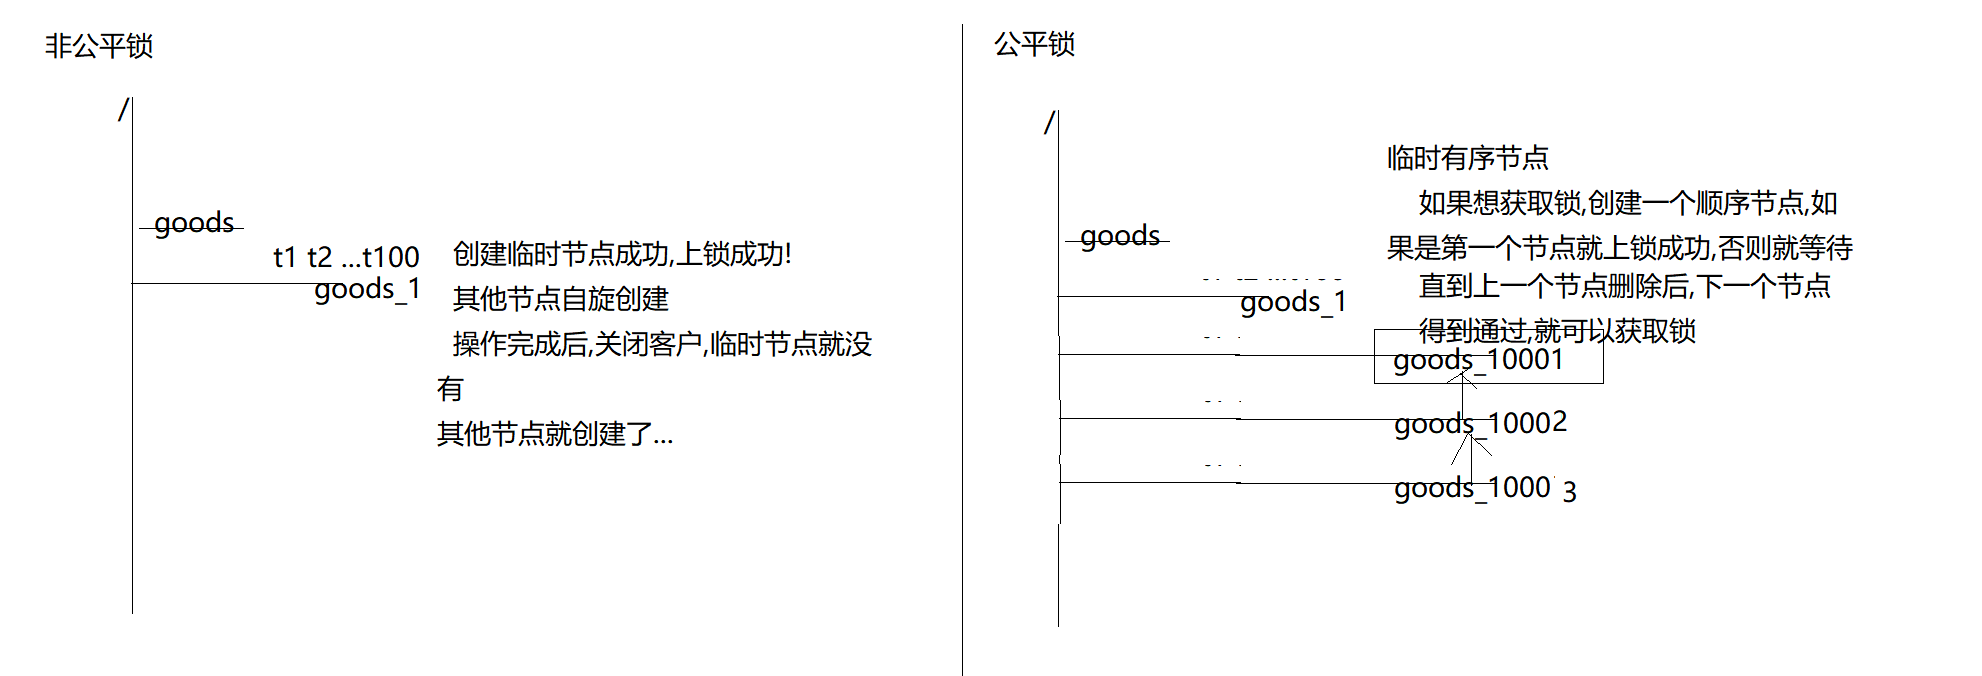 非公平锁
/
goods
t1 t2 ...t100
goods_1
创建临时节点成功,上锁成功!
其他节点自旋创建
操作完成后,关闭客户,临时节点就没
有
其他节点就创建了...
公平锁
/
goods
goods_1
临时有序节点
如果想获取锁,创建一个顺序节点,如
果是第一个节点就上锁成功,否则就等待
直到上一个节点删除后,下一个节点
得到通过,就可以获取锁
goods_10001
goods_10002
goods_1000 3